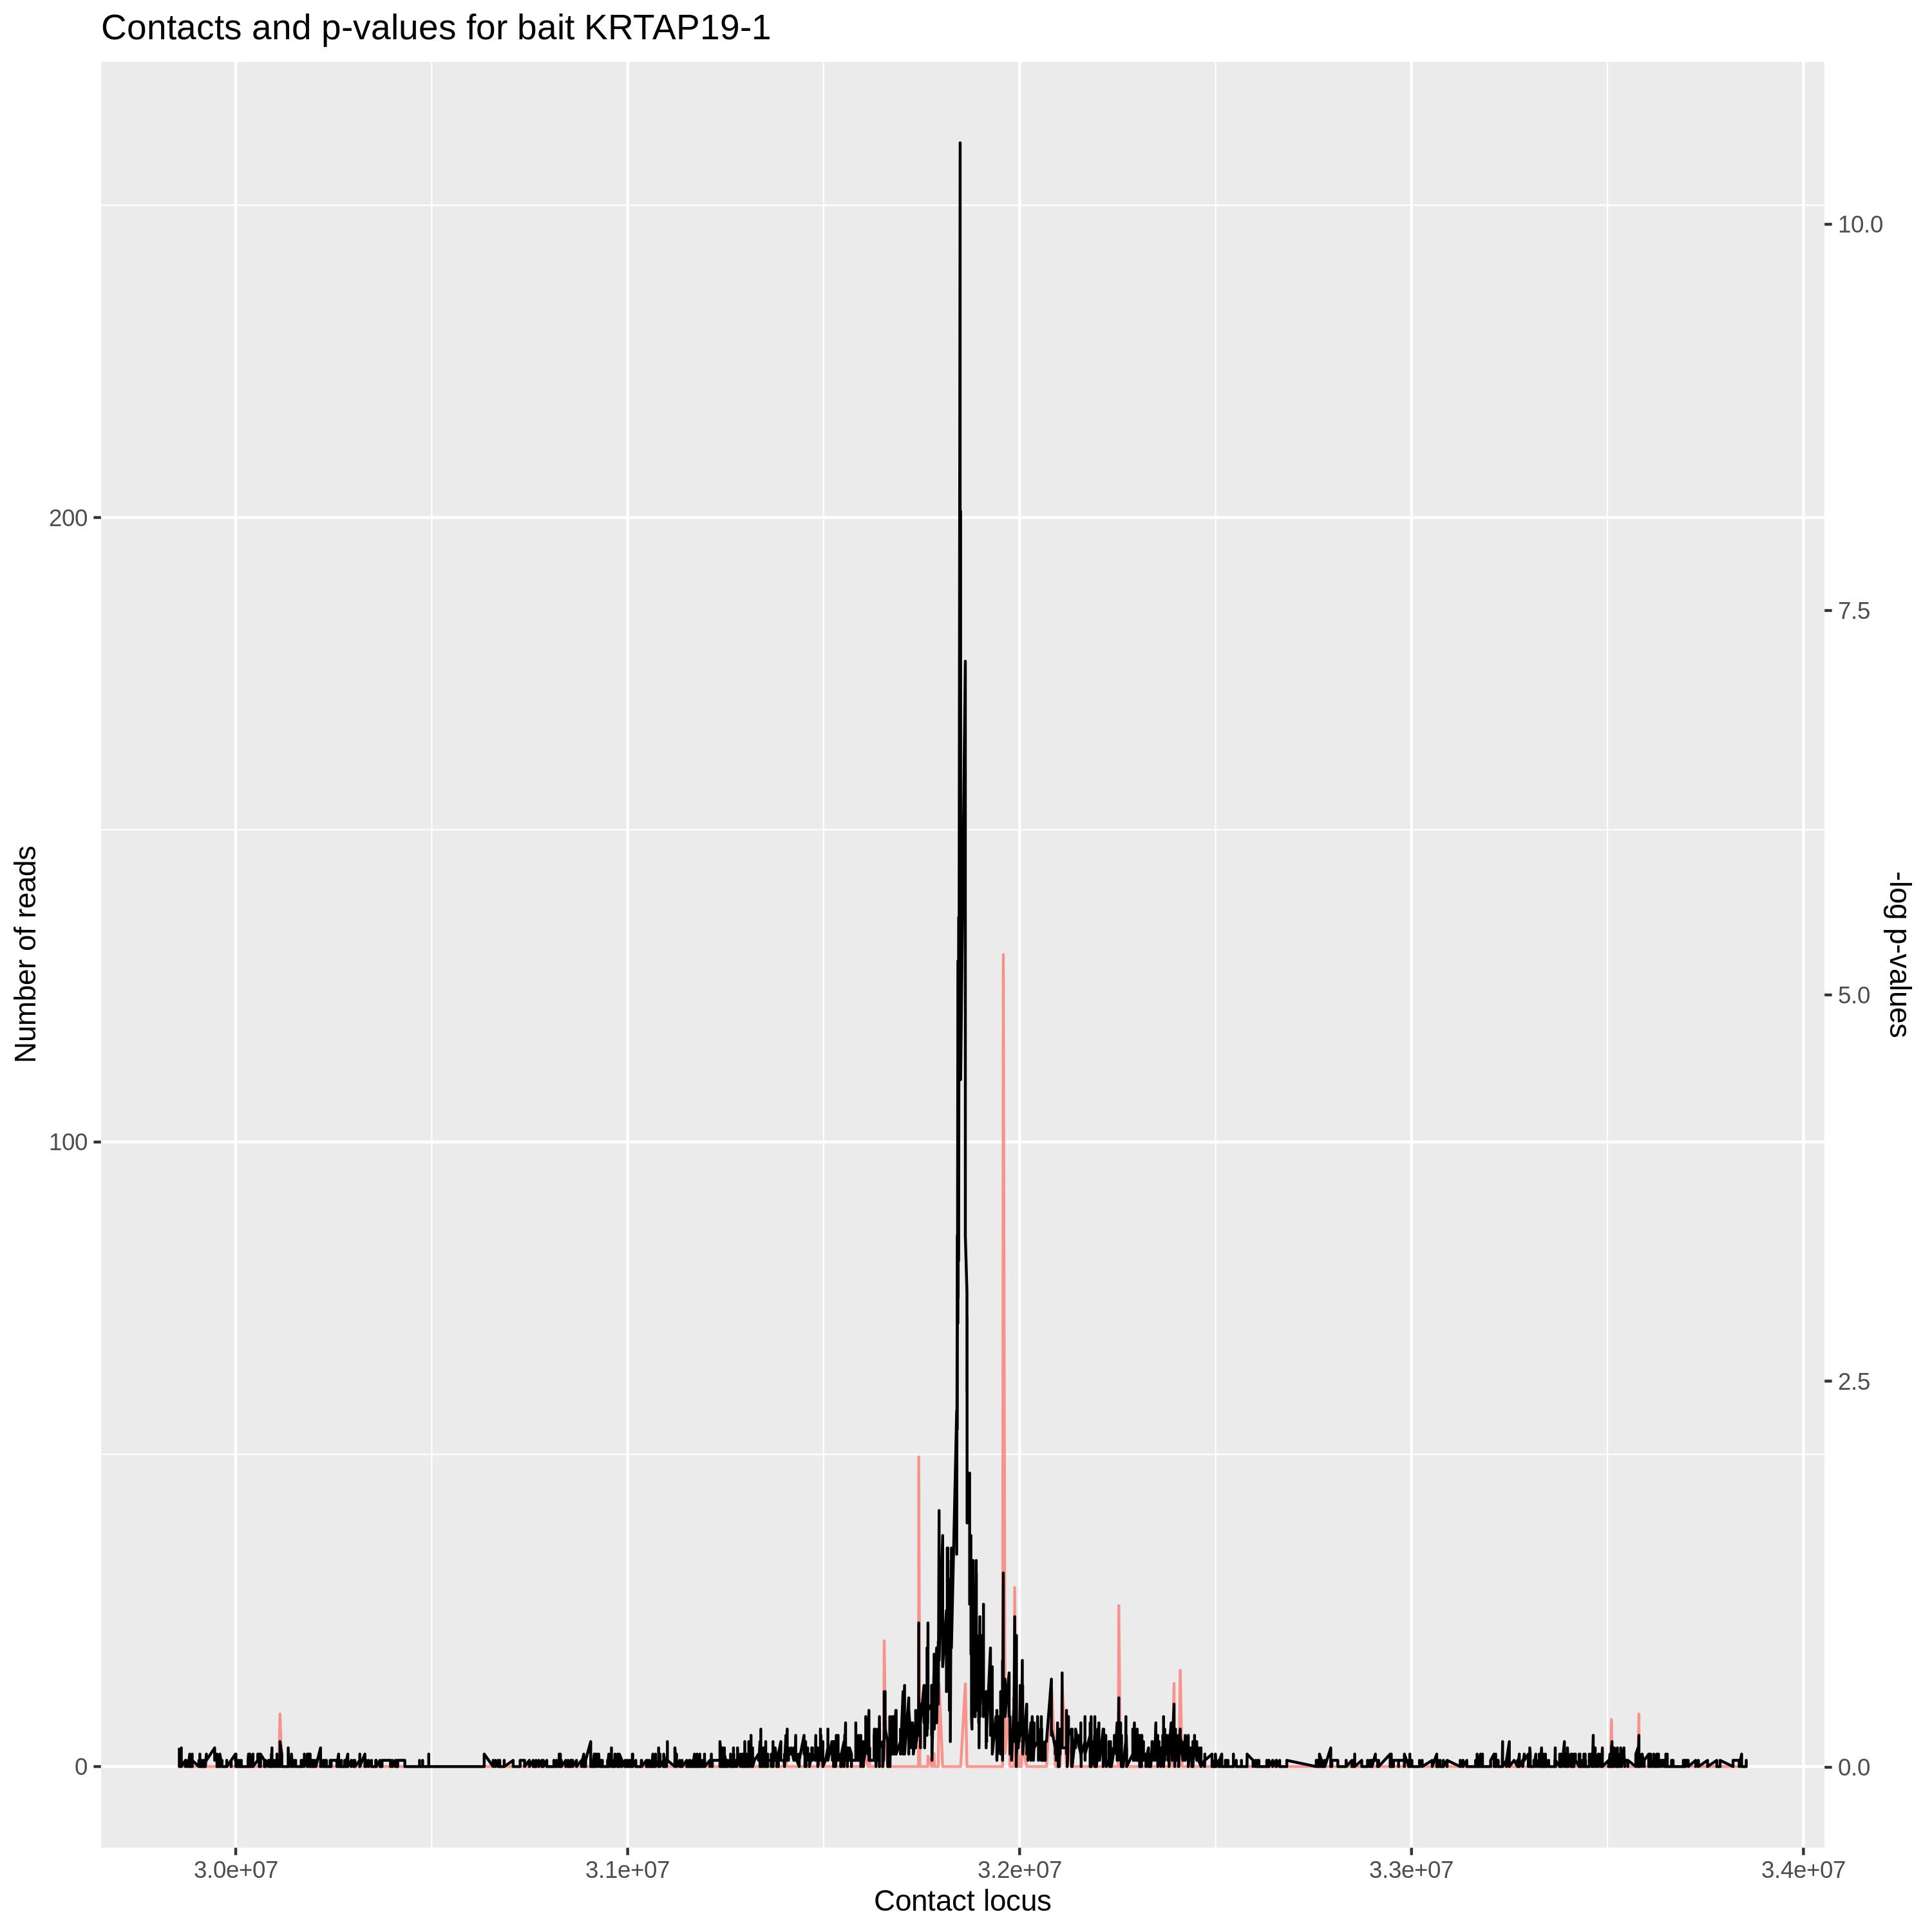 Contacts and p-values for bait KRTAP19-1
Number of reads
200
100
0
10.0
7.5
5.0
2.5
0.0
-log p-values
3.0e+07
3.1e+07
3.2e+07
3.3e+07
3.4e+07
Contact locus